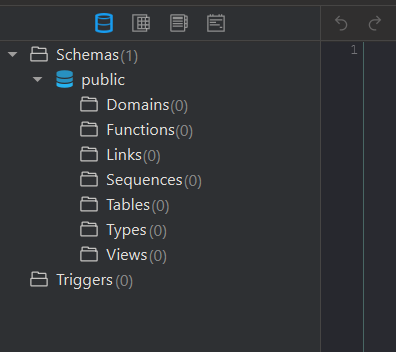 Schemas(1)
1
public
Domains(0)
Functions(0)
Links(0)
Sequences(0)
Tables(0)
Types(0)
Views(0)
Triggers(0)